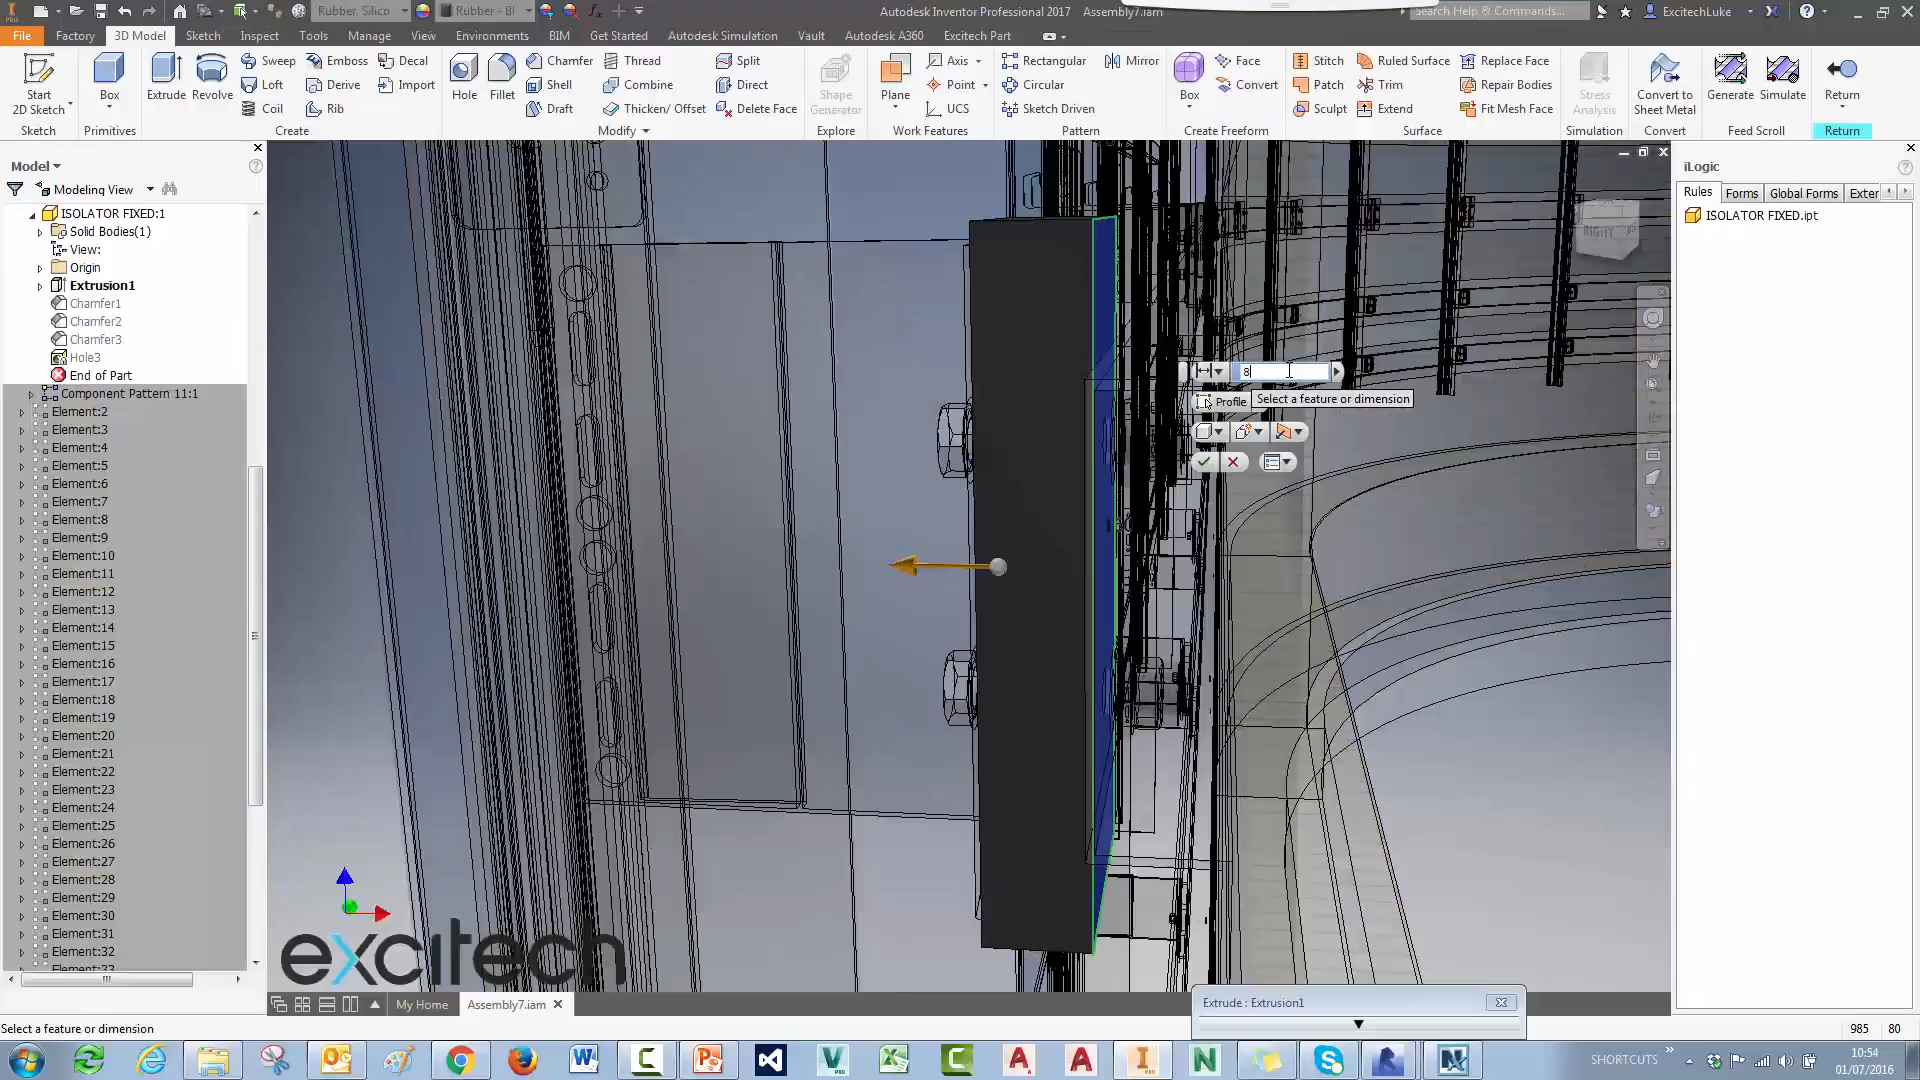 Rubber, Silico
Rubber - Bl
Autodesk Inventor Professional 2017   Assembly7.iam
Search Help & Commands...
ExcitechLuke
File
Factory
3D Model
Sketch
Inspect
Tools
Manage
View
Environments
BIM
Get Started
Autodesk Simulation
Vault
Autodesk A360
Excitech Part
Start
2D Sketch
Sketch
Box
Primitives
Extrude
Revolve
Sweep
Loft
Coil
Emboss
Derive
Rib
Decal
Import
Create
Hole
Fillet
Chamfer
Shell
Draft
Thread
Combine
Thicken/ Offset
Split
Direct
Delete Face
Modify
Shape
Generator
Explore
Plane
Axis
Point
UCS
Work Features
Rectangular
Circular
Sketch Driven
Mirror
Pattern
Box
Face
Convert
Create Freeform
Stitch
Patch
Sculpt
Ruled Surface
Trim
Extend
Replace Face
Repair Bodies
Fit Mesh Face
Surface
Stress
Analysis
Simulation
Convert to
Sheet Metal
Convert
Generate
Simulate
Feed Scroll
Return
Return
Model
Modeling View
ISOLATOR FIXED:1
Solid Bodies(1)
View:
Origin
Extrusion1
Chamfer1
Chamfer2
Chamfer3
Hole3
End of Part
Component Pattern 11:1
Element:2
Element:3
Element:4
Element:5
Element:6
Element:7
Element:8
Element:9
Element:10
Element:11
Element:12
Element:13
Element:14
Element:15
Element:16
Element:17
Element:18
Element:19
Element:20
Element:21
Element:22
Element:23
Element:24
Element:25
Element:26
Element:27
Element:28
Element:29
Element:30
Element:31
Element:32
Element:33
RIGHT
8
Profile
Select a feature or dimension
iLogic
Rules
Forms
Global Forms
Exter
ISOLATOR FIXED.ipt
excitech
My Home
Assembly7.iam
Extrude : Extrusion1
Select a feature or dimension
985
80
SHORTCUTS
10:54
01/07/2016